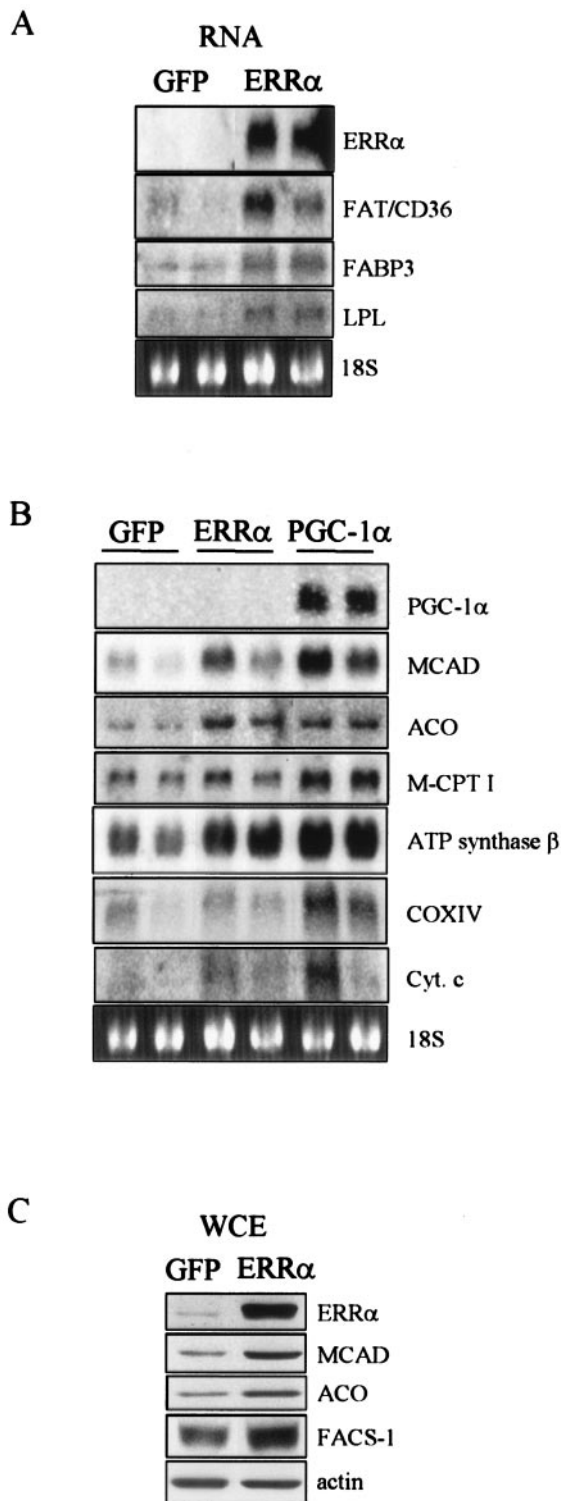 A
RNA
GFP ERRα
ERRα
FAT/CD36
FABP3
LPL
18S
B
GFP ERRα PGC-1α
PGC-1α
MCAD
ACO
M-CPT I
ATP synthase β
COXIV
Cyt. c
18S
C
WCE
GFP ERRα
ERRα
MCAD
ACO
FACS-1
actin